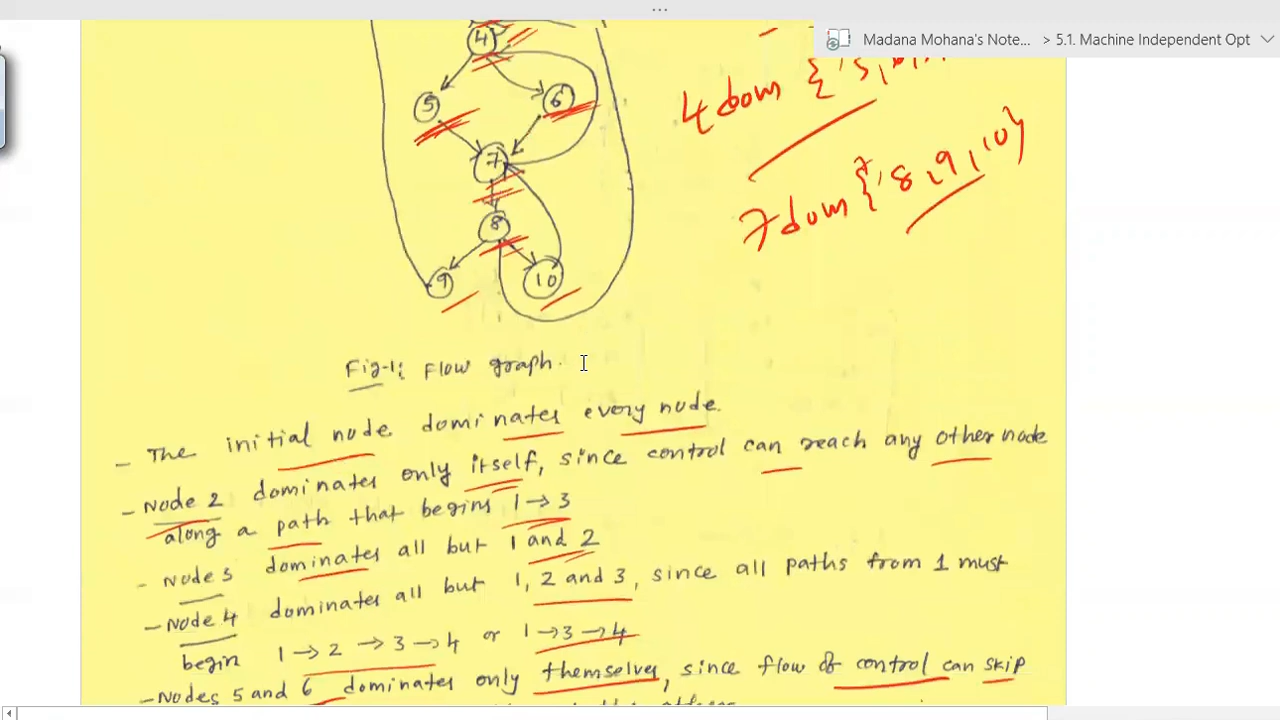 ...
Madana Mohana's Note... > 5.1. Machine Independent Opt
4
5
6
7
8
9
10
4 dom {
7 dom {7, 8, 9, 10}
Fig-1: Flow graph.
- The initial node dominates every node.
- Node 2 dominates only itself, since control can reach any other node
along a path that begins 1 → 3
- Node 3 dominates all but 1 and 2
- Node 4 dominates all but 1, 2 and 3, since all paths from 1 must
begin 1 → 2 → 3 → 4 or 1 → 3 → 4
- Nodes 5 and 6 dominates only themselves, since flow of control can skip